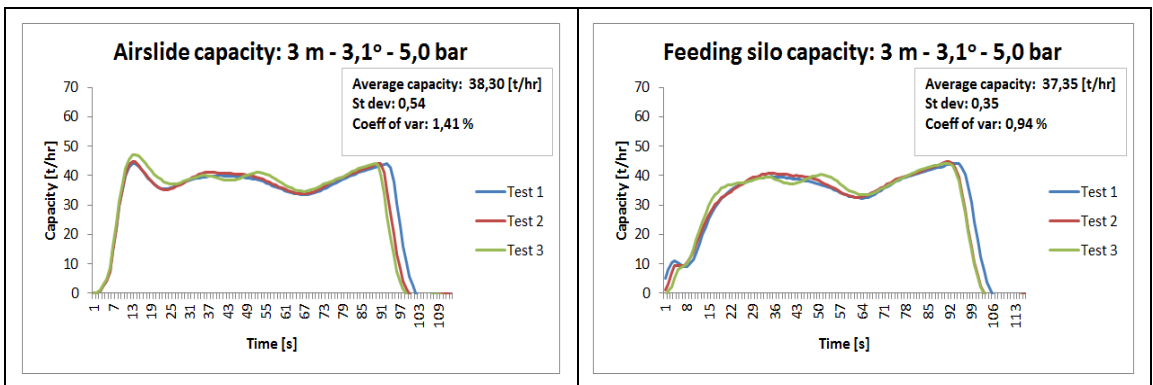 Airslide capacity: 3 m - 3,1º - 5,0 bar
Average capacity: 38,30 [t/hr]
St dev: 0,54
Coeff of var: 1,41 %
Capacity [t/hr]
70
60
50
40
30
20
10
0
Test 1
Test 2
Test 3
1 7 13 19 25 31 37 43 49 55 61 67 73 79 85 91 97 103 109
Time [s]
Feeding silo capacity: 3 m - 3,1º - 5,0 bar
Average capacity: 37,35 [t/hr]
St dev: 0,35
Coeff of var: 0,94 %
Capacity [t/hr]
70
60
50
40
30
20
10
0
Test 1
Test 2
Test 3
1 8 15 22 29 36 43 50 57 64 71 78 85 92 99 106 113
Time [s]